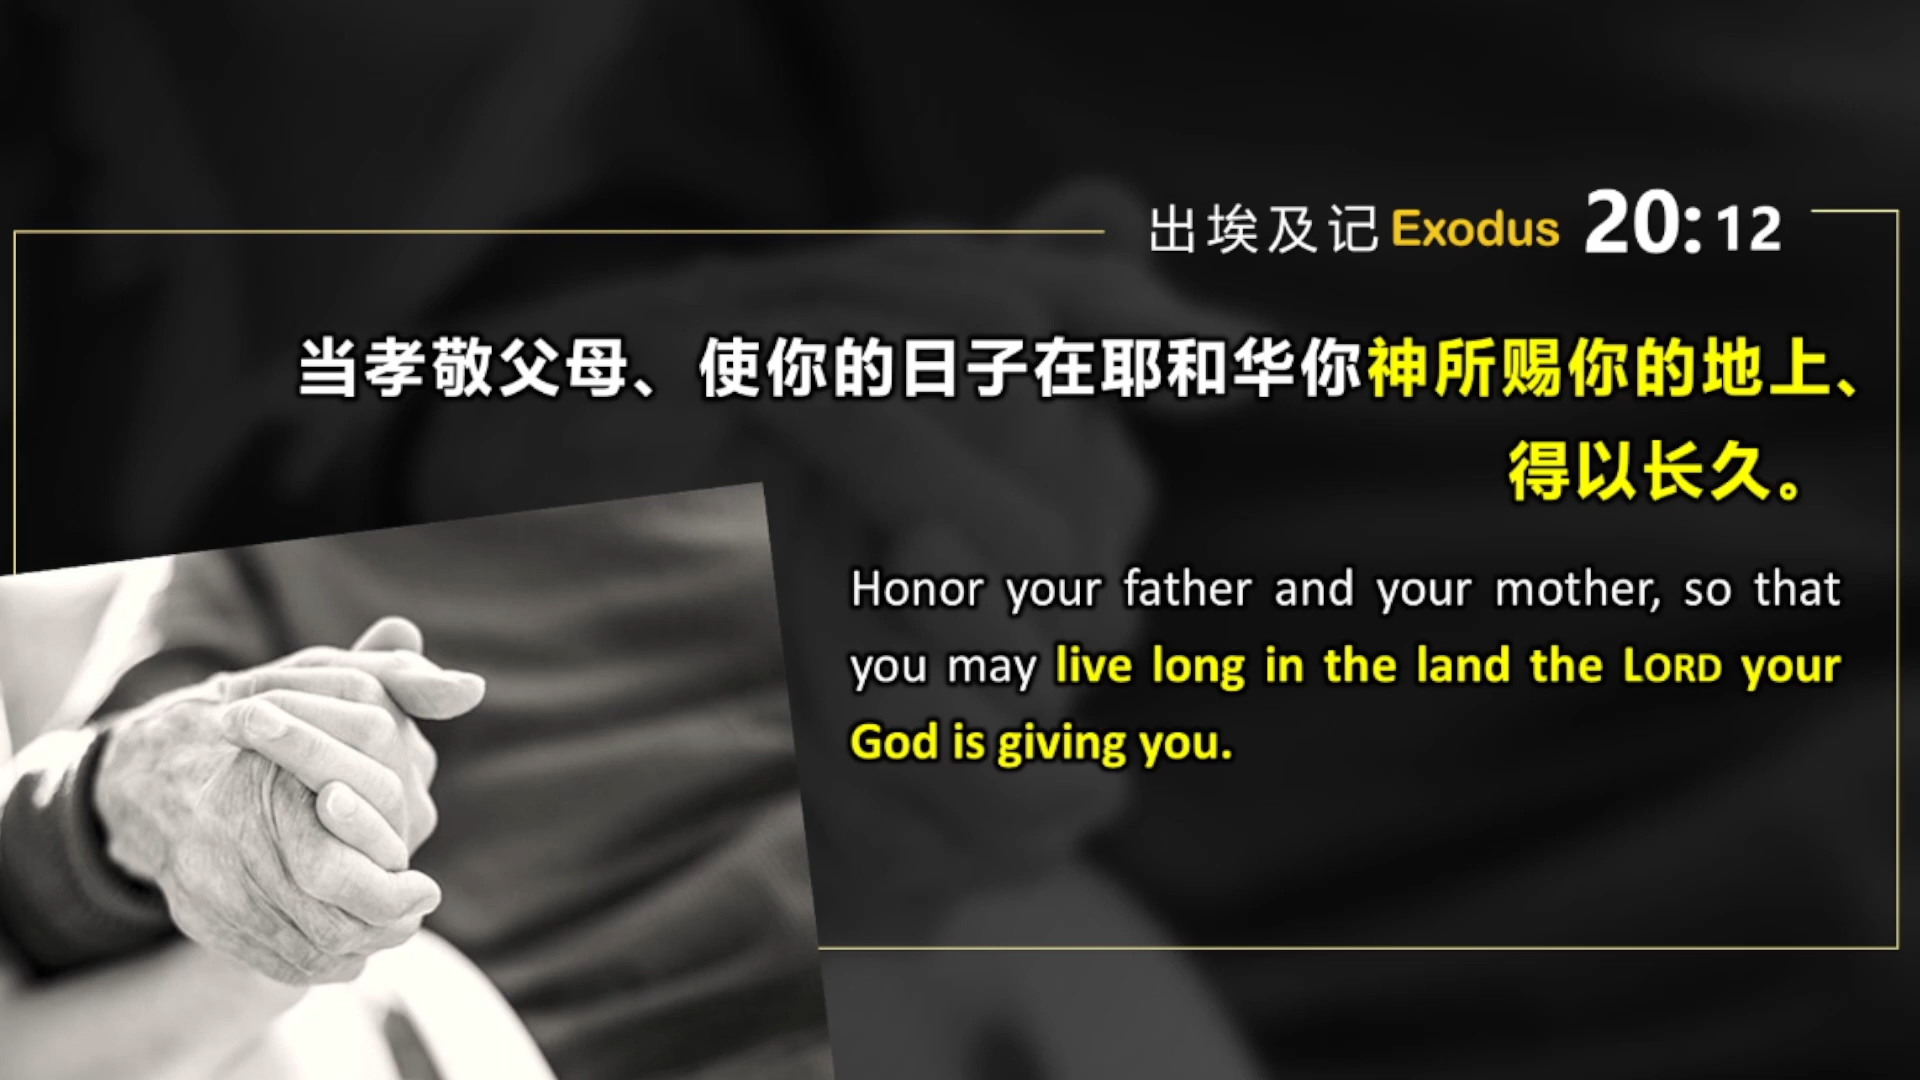 出埃及记 Exodus 20:12
当孝敬父母、使你的日子在耶和华你神所赐你的地上、
得以长久。
Honor your father and your mother, so that
you may live long in the land the LORD your
God is giving you.